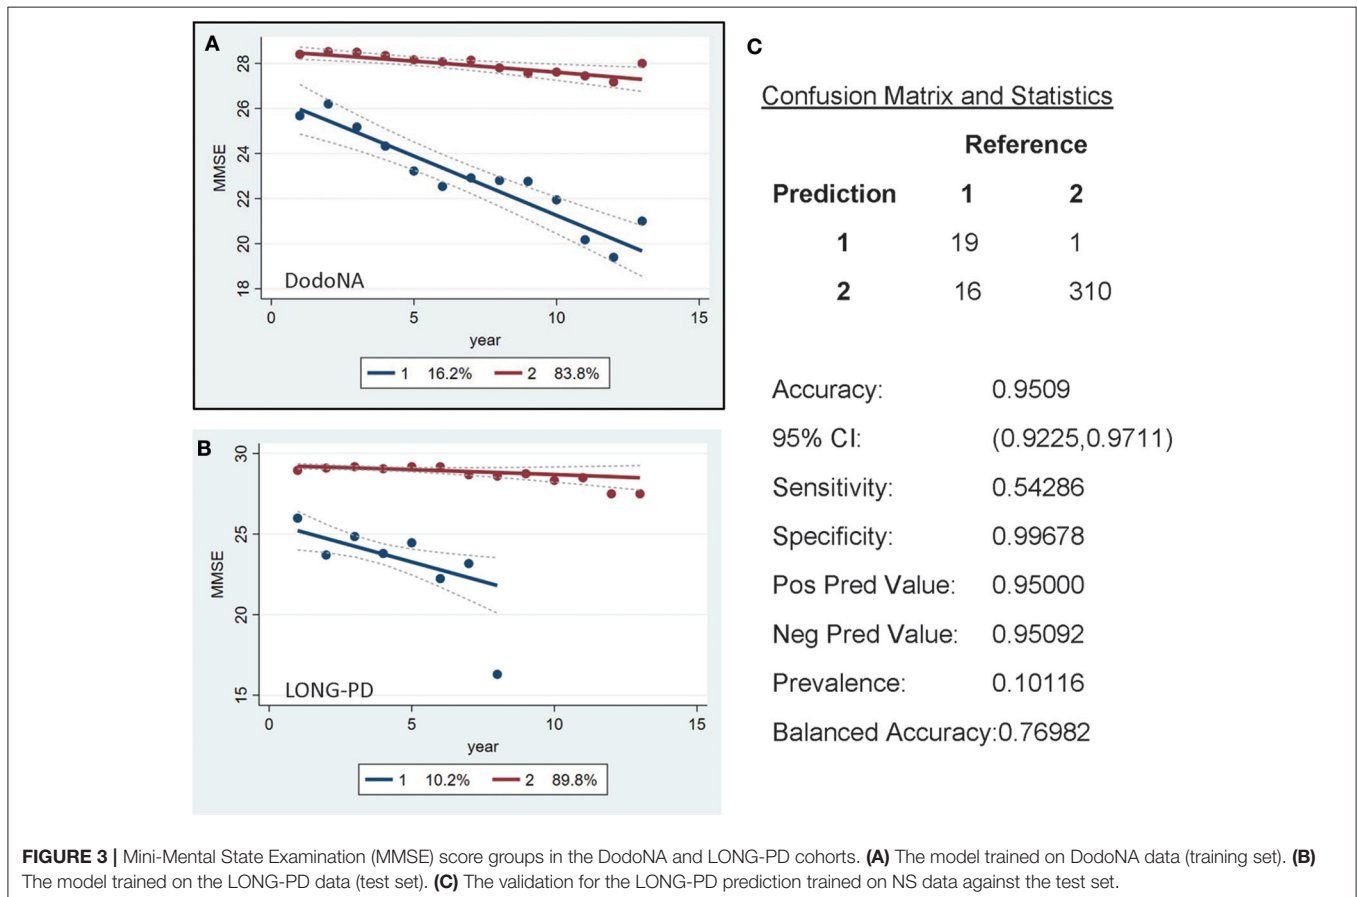 A
MMSE
28
26
24
22
20
18
DodoNA
0 5 10 15
year
1 16.2% 2 83.8%
B
MMSE
30
25
20
15
LONG-PD
0 5 10 15
year
1 10.2% 2 89.8%
C
Confusion Matrix and Statistics
Reference
Prediction 1 2
1 19 1
2 16 310
Accuracy: 0.9509
95% CI: (0.9225,0.9711)
Sensitivity: 0.54286
Specificity: 0.99678
Pos Pred Value: 0.95000
Neg Pred Value: 0.95092
Prevalence: 0.10116
Balanced Accuracy:0.76982
FIGURE 3 | Mini-Mental State Examination (MMSE) score groups in the DodoNA and LONG-PD cohorts. (A) The model trained on DodoNA data (training set). (B)
The model trained on the LONG-PD data (test set). (C) The validation for the LONG-PD prediction trained on NS data against the test set.